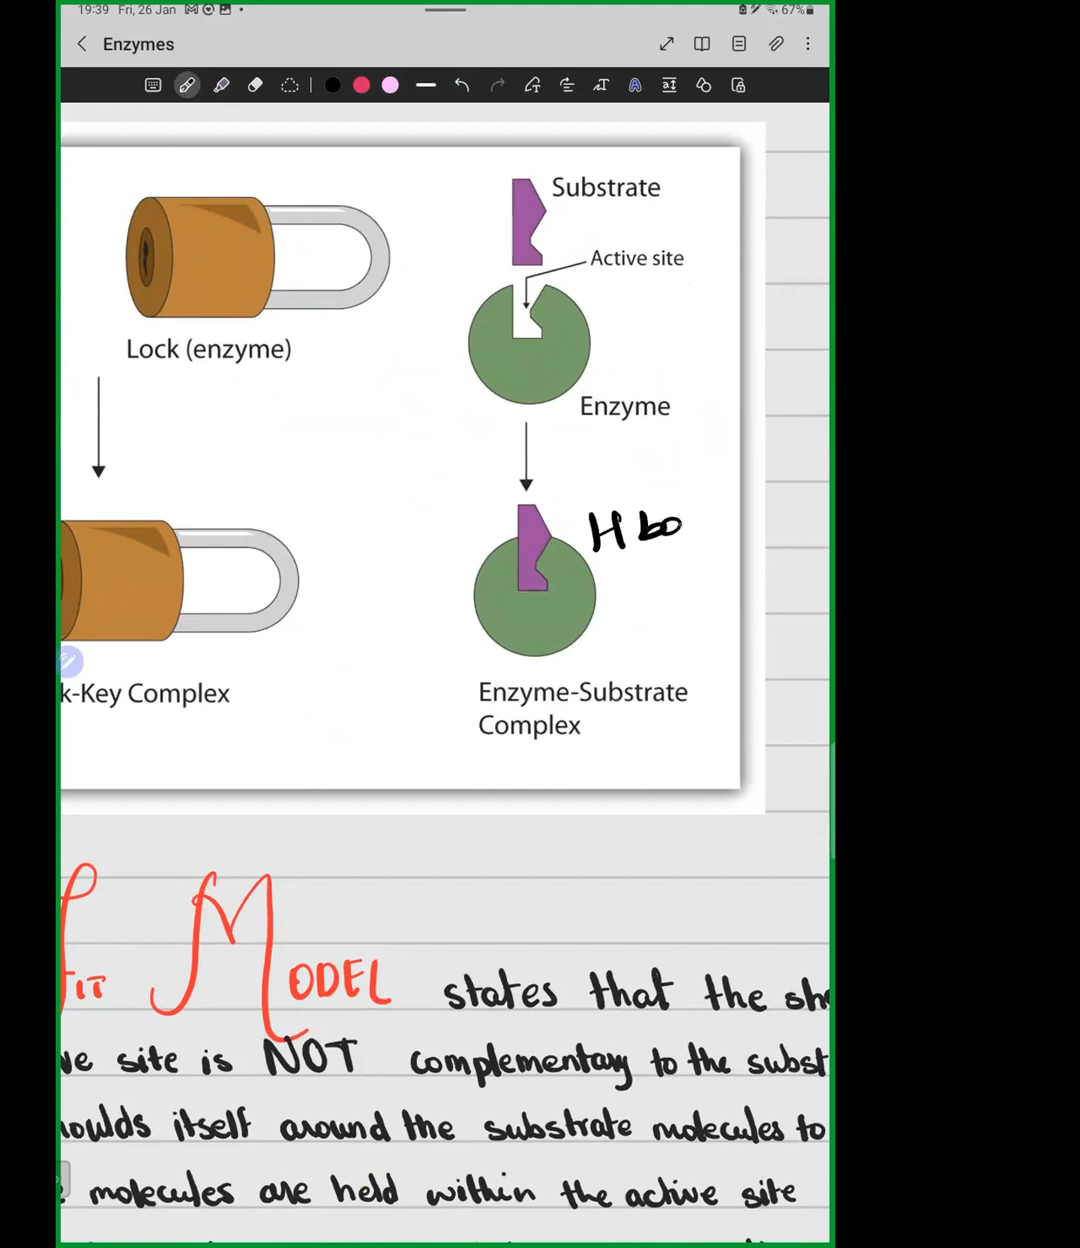 19:39 Fri, 26 Jan
67%
Enzymes
Substrate
Active site
Lock (enzyme)
Enzyme
H bo
k-Key Complex
Enzyme-Substrate
Complex
FIT MODEL states that the sh
ve site is NOT complementary to the subst
oulds itself around the substrate molecules to
molecules are held within the active site